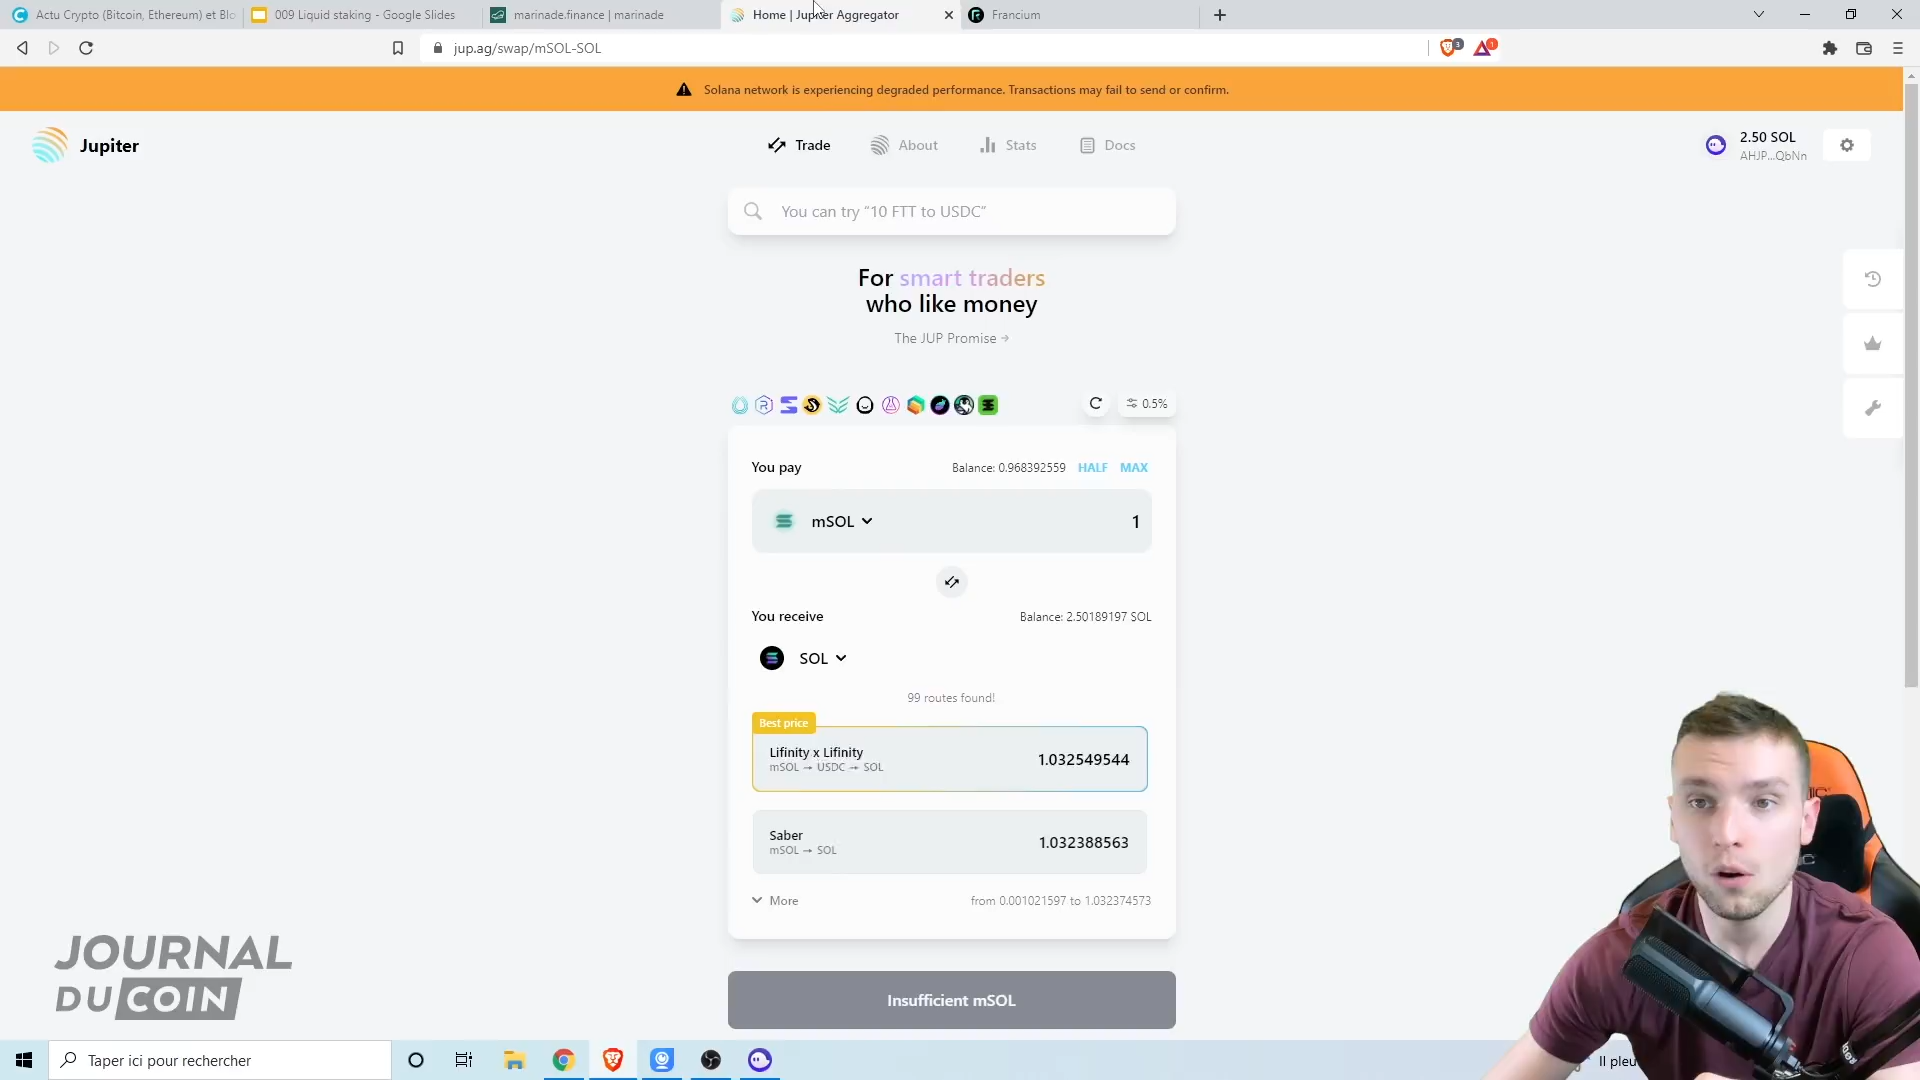 Actu Crypto (Bitcoin, Ethereum) et Blo
009 Liquid staking - Google Slides
marinade.finance | marinade
Home | Jupiter Aggregator
Francium
jup.ag/swap/mSOL-SOL
3
1
Solana network is experiencing degraded performance. Transactions may fail to send or confirm.
Jupiter
Trade
About
Stats
Docs
2.50 SOL
AHJP...QbNn
You can try “10 FTT to USDC”
For smart traders
who like money
The JUP Promise →
0.5%
You pay
Balance: 0.968392559
HALF
MAX
mSOL
1
You receive
Balance: 2.50189197 SOL
SOL
99 routes found!
Best price
Lifinity x Lifinity
1.032549544
mSOL → USDC → SOL
Saber
1.032388563
mSOL → SOL
More
from 0.001021597 to 1.032374573
Insufficient mSOL
JOURNAL
DU COIN
Taper ici pour rechercher
Il pleu